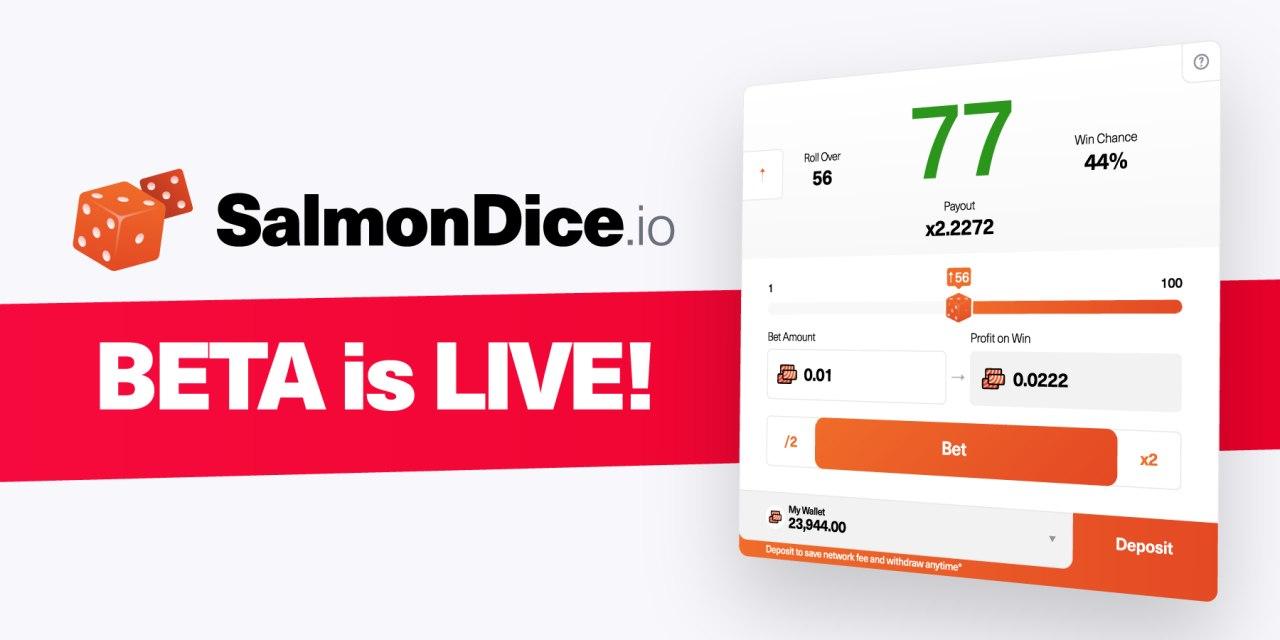 SalmonDice.io
BETA is LIVE!
?
77
Roll Over
56
Win Chance
44%
Payout
x2.2272
↑56
1
100
Bet Amount
Profit on Win
0.01
→
0.0222
/2
Bet
x2
My Wallet
23,944.00
Deposit
Deposit to save network fee and withdraw anytime*